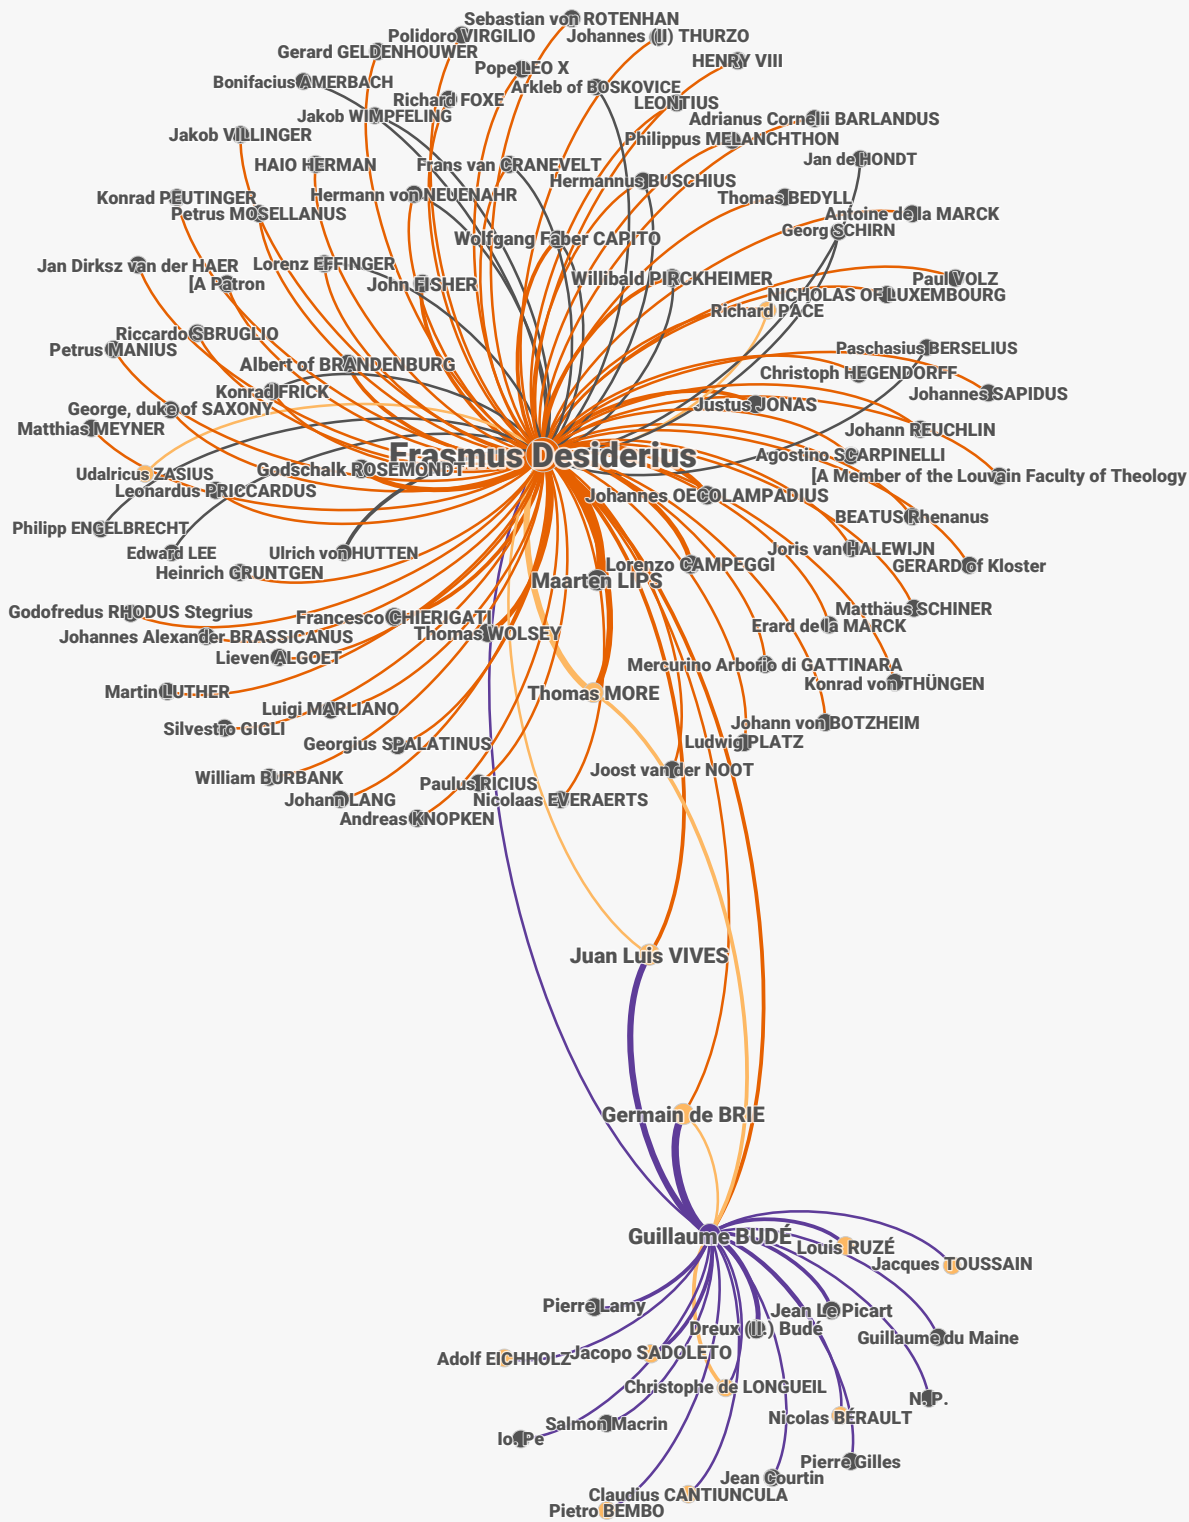 Sebastian von ROTENHAN
Polidoro VIRGILIO
Johannes (II) THURZO
Gerard GELDENHOUWER
HENRY VIII
Pope LEO X
Bonifacius AMERBACH
Arkleb of BOSKOVICE
Richard FOXE
LEONTIUS
Jakob WIMPFELING
Adrianus Cornelii BARLANDUS
Jakob VILLINGER
Philippus MELANCHTHON
Jan de HONDT
HAIO HERMAN
Frans van CRANEVELT
Hermannus BUSCHIUS
Konrad PEUTINGER
Hermann von NEUENAHR
Thomas BEDYLL
Petrus MOSELLANUS
Antoine de la MARCK
Georg SCHIRN
Wolfgang Faber CAPITO
Jan Dirksz van der HAER
Lorenz EFFINGER
[A Patron
John FISHER
Willibald PIRCKHEIMER
Paul VOLZ
NICHOLAS OF LUXEMBOURG
Richard PACE
Riccardo SBRUGLIO
Petrus MANIUS
Paschasius BERSELIUS
Albert of BRANDENBURG
Christoph HEGENDORFF
Konrad FRICK
Johannes SAPIDUS
George, duke of SAXONY
Justus JONAS
Matthias MEYNER
Johann REUCHLIN
Erasmus Desiderius
Agostino SCARPINELLI
Udalricus ZASIUS
Godschalk ROSEMONDT
[A Member of the Louvain Faculty of Theology
Leonardus PRICCARDUS
Johannes OECOLAMPADIUS
BEATUS Rhenanus
Philipp ENGELBRECHT
Edward LEE
Ulrich von HUTTEN
Joris van HALEWIJN
Heinrich GRUNTGEN
Lorenzo CAMPEGGI
GERARD of Kloster
Maarten LIPS
Godofredus RHODUS Stegrius
Francesco CHIERIGATI
Matthäus SCHINER
Johannes Alexander BRASSICANUS
Thomas WOLSEY
Erard de la MARCK
Lieven ALGOET
Mercurino Arborio di GATTINARA
Konrad von THÜNGEN
Martin LUTHER
Thomas MORE
Luigi MARLIANO
Silvestro GIGLI
Johann von BOTZHEIM
Georgius SPALATINUS
Ludwig PLATZ
William BURBANK
Joost van der NOOT
Paulus RICIUS
Johann LANG
Nicolaas EVERAERTS
Andreas KNOPKEN
Juan Luis VIVES
Germain de BRIE
Guillaume BUDÉ
Louis RUZÉ
Jacques TOUSSAIN
Pierre Lamy
Jean Le Picart
Dreux (II.) Budé
Guillaume du Maine
Adolf EICHHOLZ
Jacopo SADOLETO
Christophe de LONGUEIL
N. P.
Salmon Macrin
Nicolas BÉRAULT
Io. Pe
Pierre Gilles
Jean Courtin
Claudius CANTIUNCULA
Pietro BEMBO